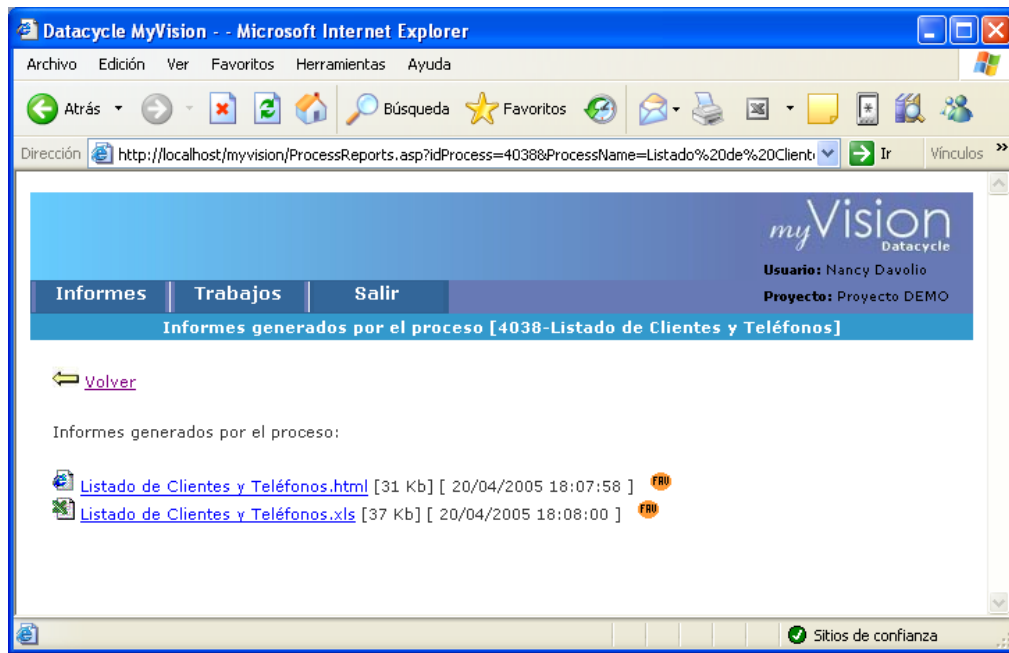 Datacycle MyVision - - Microsoft Internet Explorer
Archivo Edición Ver Favoritos Herramientas Ayuda
Atrás Búsqueda Favoritos
Dirección http://localhost/myvision/ProcessReports.asp?idProcess=4038&ProcessName=Listado%20de%20Client Ir Vínculos »
myVision
Datacycle
Usuario: Nancy Davolio
Informes Trabajos Salir Proyecto: Proyecto DEMO
Informes generados por el proceso [4038-Listado de Clientes y Teléfonos]
Volver
Informes generados por el proceso:
Listado de Clientes y Teléfonos.html [31 Kb] [ 20/04/2005 18:07:58 ] FAV
Listado de Clientes y Teléfonos.xls [37 Kb] [ 20/04/2005 18:08:00 ] FAV
Sitios de confianza